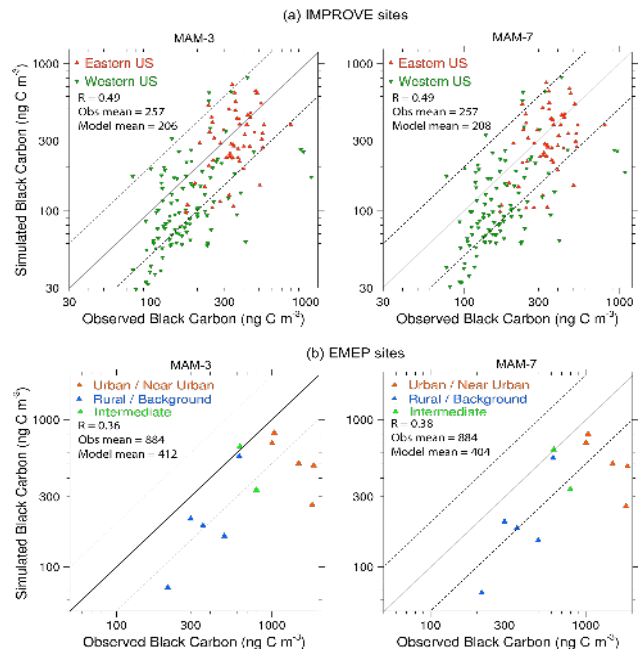 (a) IMPROVE sites
MAM-3
MAM-7
1000
Eastern US
Western US
R = 0.49
Obs mean = 257
Model mean = 206
300
100
30
Simulated Black Carbon (ng C m-3)
30
100
300
1000
Observed Black Carbon (ng C m-3)
1000
Eastern US
Western US
R = 0.49
Obs mean = 257
Model mean = 208
300
100
30
30
100
300
1000
Observed Black Carbon (ng C m-3)
(b) EMEP sites
MAM-3
MAM-7
Urban / Near Urban
Rural / Background
Intermediate
R = 0.36
Obs mean = 884
Model mean = 412
1000
300
100
Simulated Black Carbon (ng C m-3)
100
300
1000
Observed Black Carbon (ng C m-3)
Urban / Near Urban
Rural / Background
Intermediate
R = 0.38
Obs mean = 884
Model mean = 404
1000
300
100
Simulated Black Carbon (ng C m-3)
100
300
1000
Observed Black Carbon (ng C m-3)